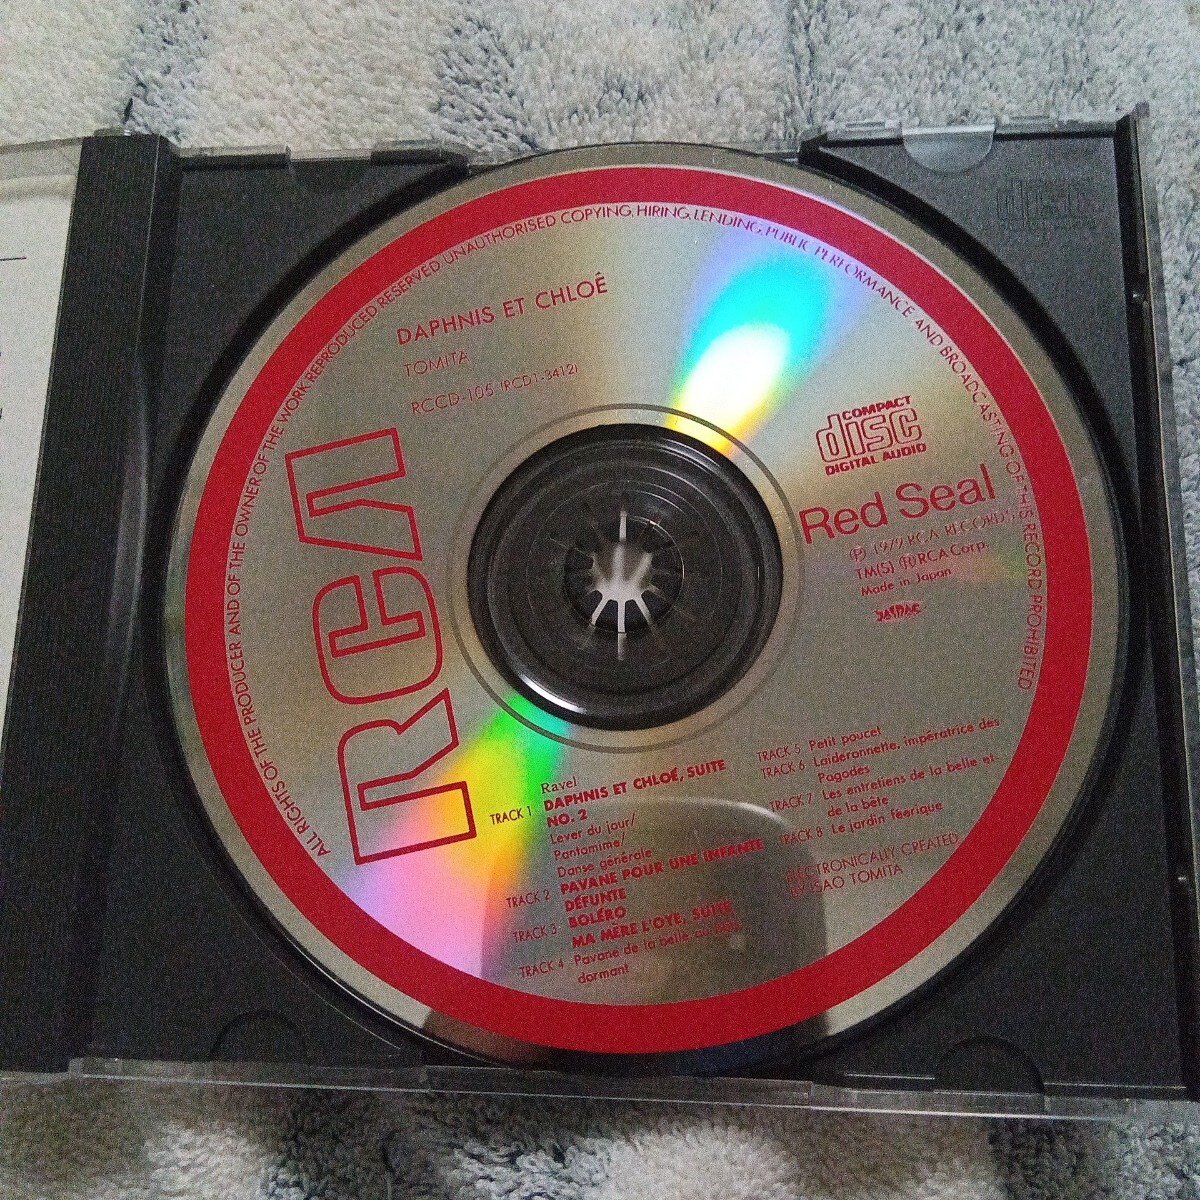 ALL RIGHTS OF THE PRODUCER AND OF THE OWNER OF THE WORK REPRODUCED RESERVED UNAUTHORISED COPYING, HIRING, LENDING, PUBLIC PERFORMANCE AND BROADCASTING OF THIS RECORD PROHIBITED
DAPHNIS ET CHLOÉ
TOMITA
RCCD-105 (RCD1-3412)
RCA
COMPACT
disc
DIGITAL AUDIO
Red Seal
Ⓟ 1979 RCA RECORDS
TM(S) Ⓡ RCA Corp.
Made in Japan
JASRAC
Ravel
TRACK 1 DAPHNIS ET CHLOÉ, SUITE
NO. 2
Lever du jour/
Pantomime/
Danse générale
TRACK 2 PAVANE POUR UNE INFANTE
DÉFUNTE
TRACK 3 BOLÉRO
MA MÈRE L'OYE, SUITE
TRACK 4 Pavane de la belle au bois
dormant
TRACK 5 Petit poucet
TRACK 6 Laideronnette, impératrice des
Pagodes
TRACK 7 Les entretiens de la belle et
de la bête
TRACK 8 Le jardin féerique
ELECTRONICALLY CREATED
BY ISAO TOMITA